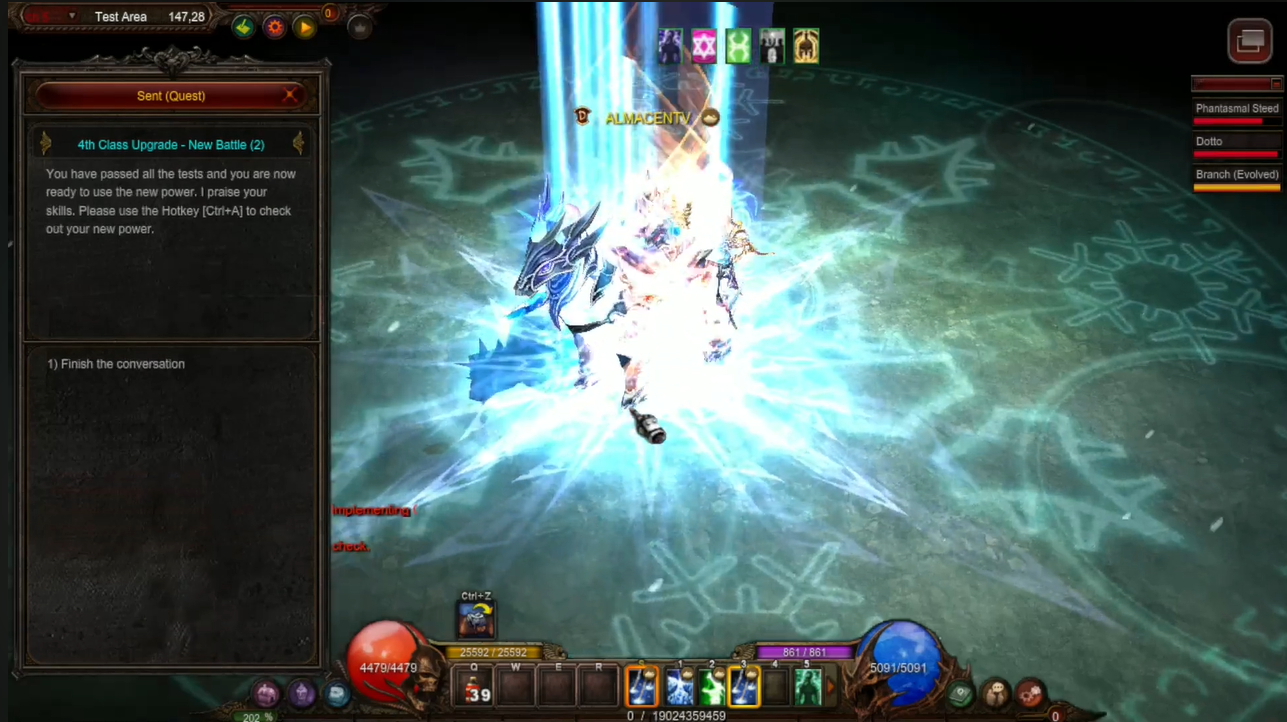 Test Area 147,28
0
Sent (Quest)
4th Class Upgrade - New Battle (2)
You have passed all the tests and you are now
ready to use the new power. I praise your
skills. Please use the Hotkey [Ctrl+A] to check
out your new power.
1) Finish the conversation
ALMACENTV
Phantasmal Steed
Dotto
Branch (Evolved)
implementing
check.
Ctrl+Z
25592 / 25592
861 / 861
4479/4479
5091/5091
Q W E R 1 2 3 4 5
39
202 %
0 / 19024359459
0